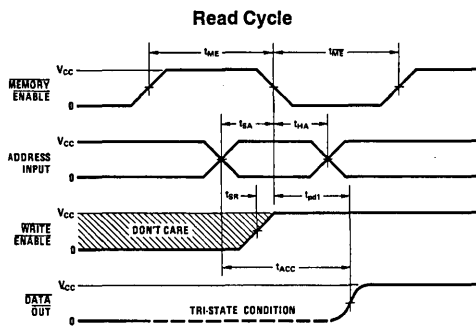 Read Cycle
tME
tME
VCC
MEMORY
ENABLE
0
tSA
tHA
VCC
ADDRESS
INPUT
0
tSR
tpd1
VCC
WRITE
ENABLE
DON'T CARE
0
tACC
VCC
DATA
OUT
TRI-STATE CONDITION
0